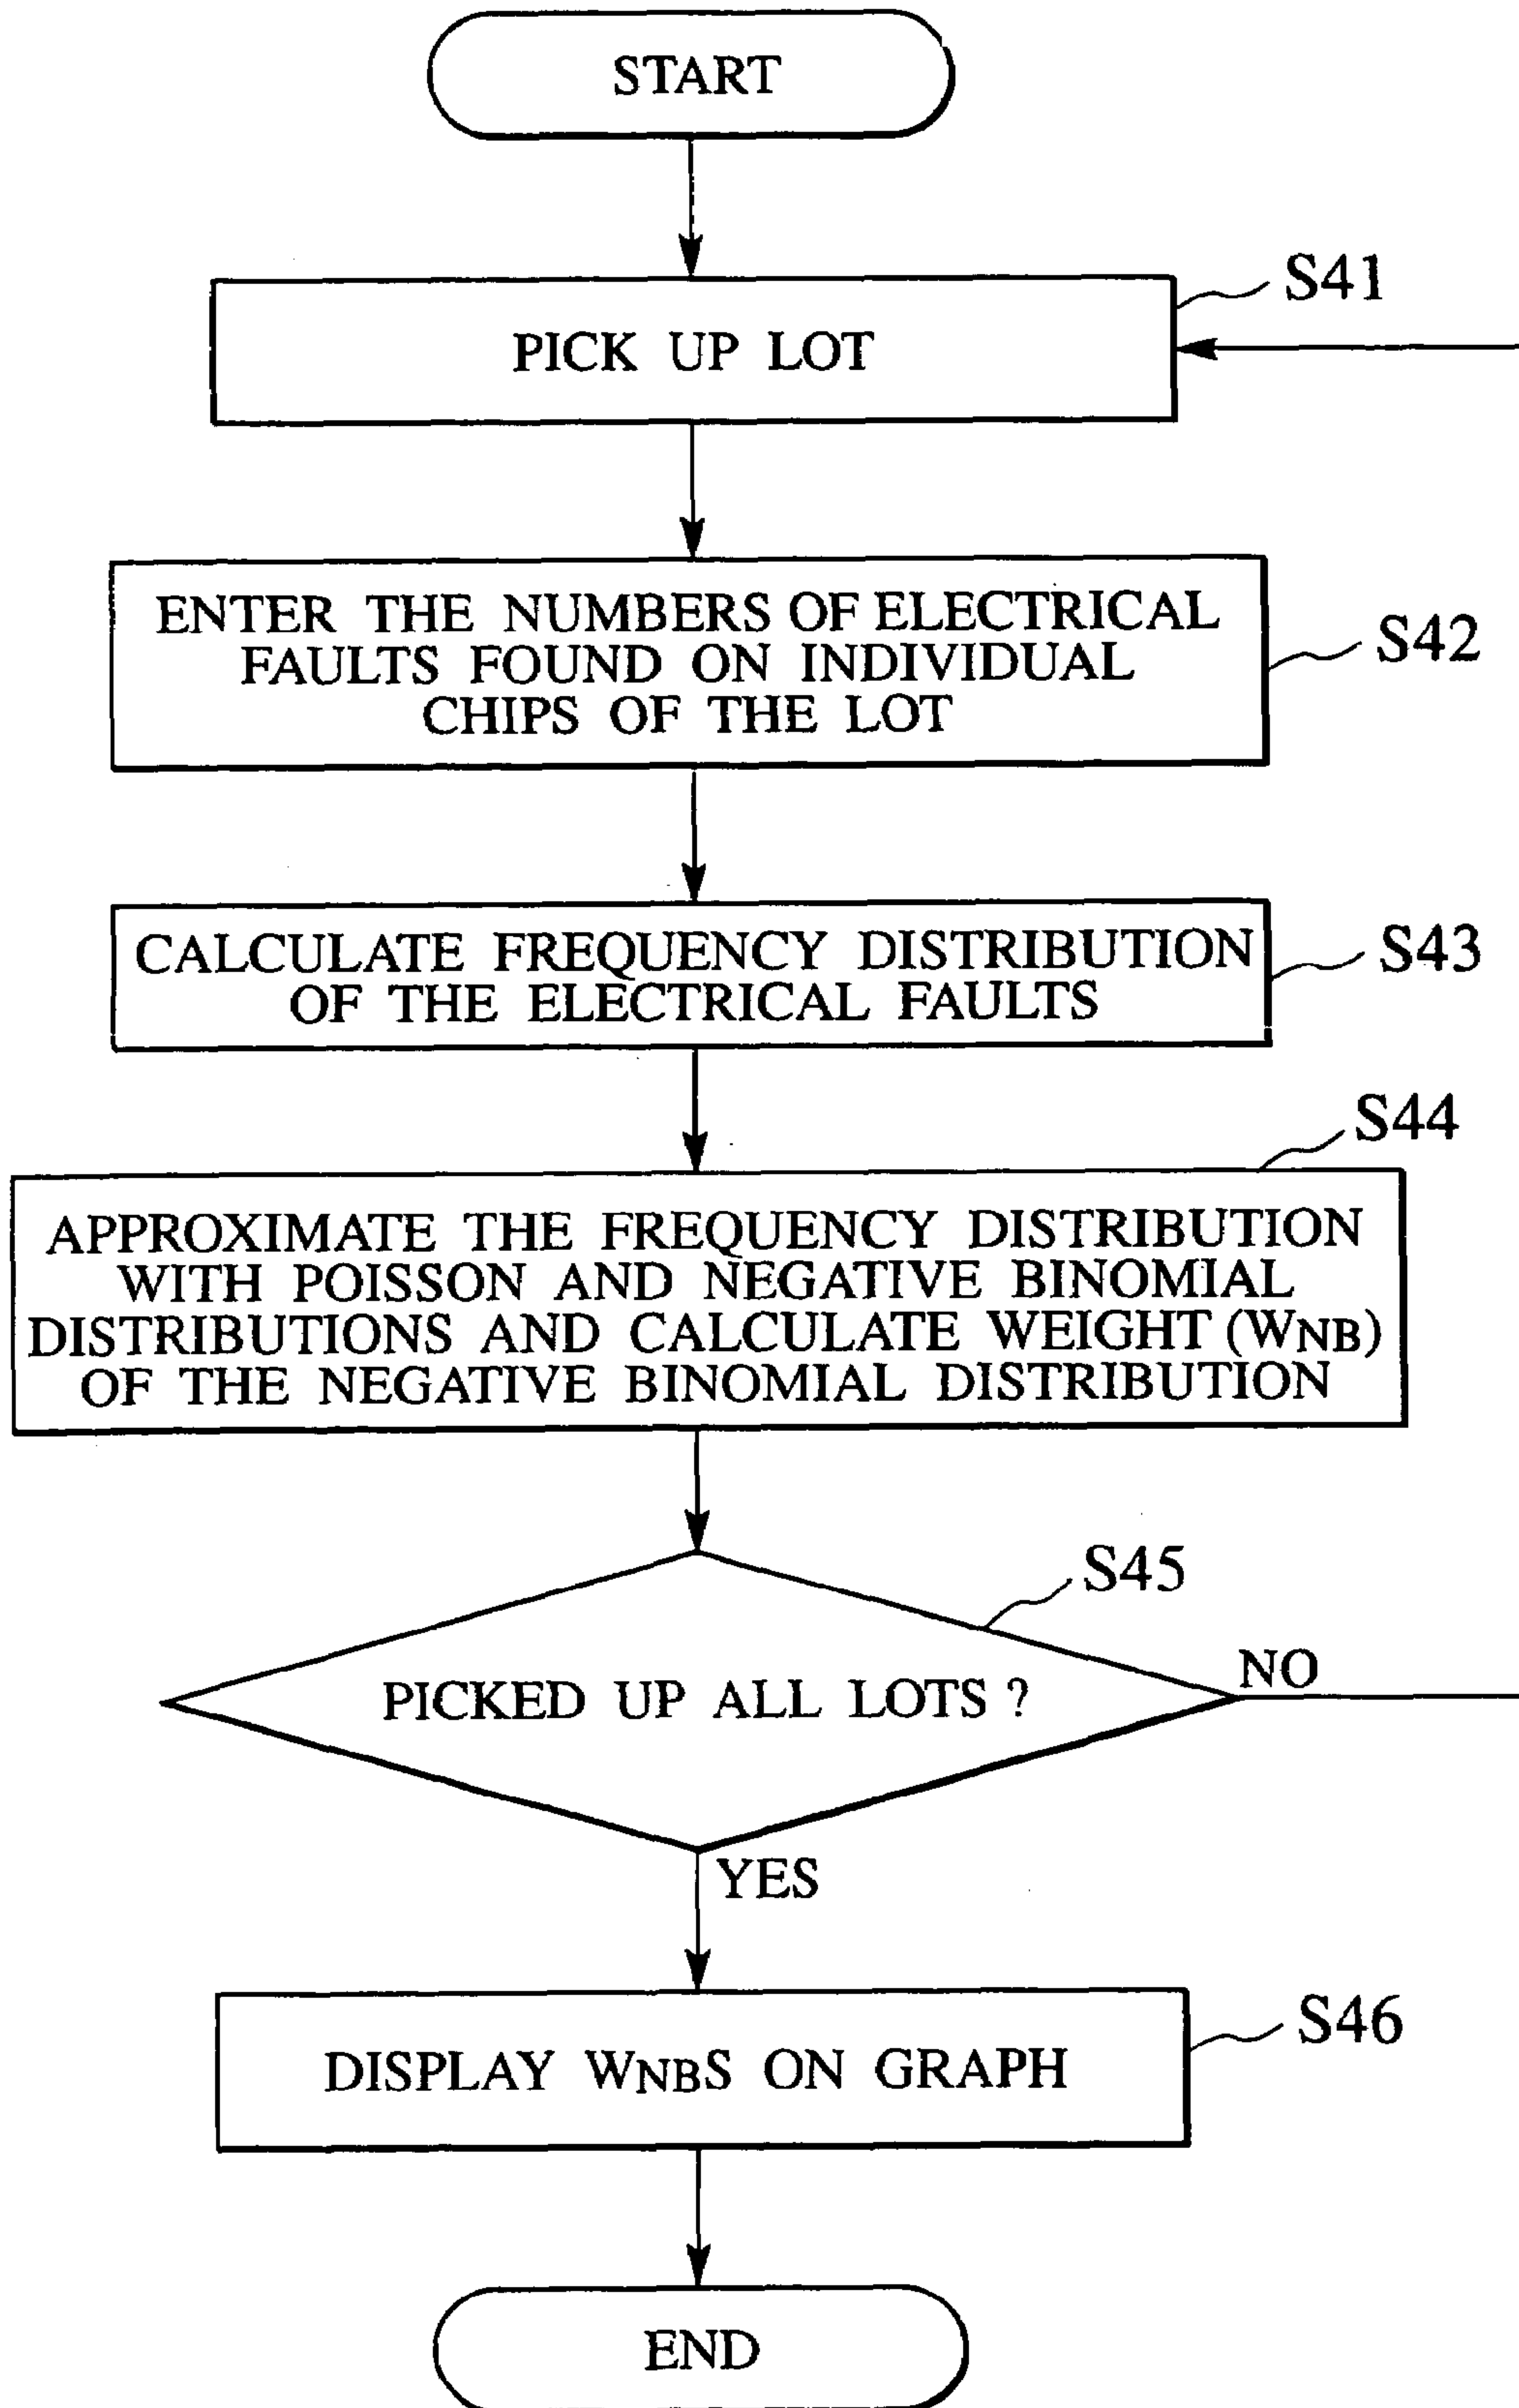 START
S41
PICK UP LOT
ENTER THE NUMBERS OF ELECTRICAL
FAULTS FOUND ON INDIVIDUAL
CHIPS OF THE LOT
S42
CALCULATE FREQUENCY DISTRIBUTION
OF THE ELECTRICAL FAULTS
S43
S44
APPROXIMATE THE FREQUENCY DISTRIBUTION
WITH POISSON AND NEGATIVE BINOMIAL
DISTRIBUTIONS AND CALCULATE WEIGHT (WNB)
OF THE NEGATIVE BINOMIAL DISTRIBUTION
S45
PICKED UP ALL LOTS ?
NO
YES
S46
DISPLAY WNBS ON GRAPH
END